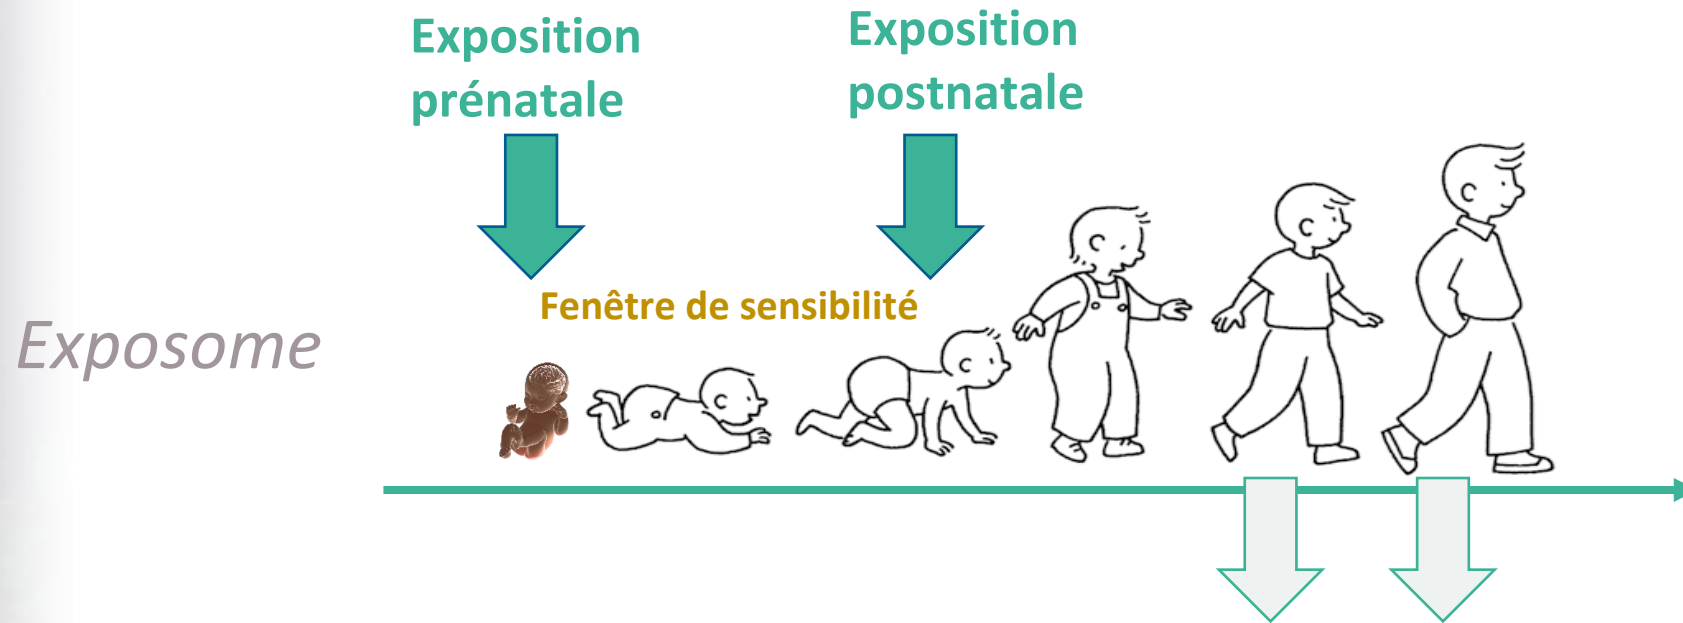 Exposition
prénatale
Exposition
postnatale
Fenêtre de sensibilité
Exposome